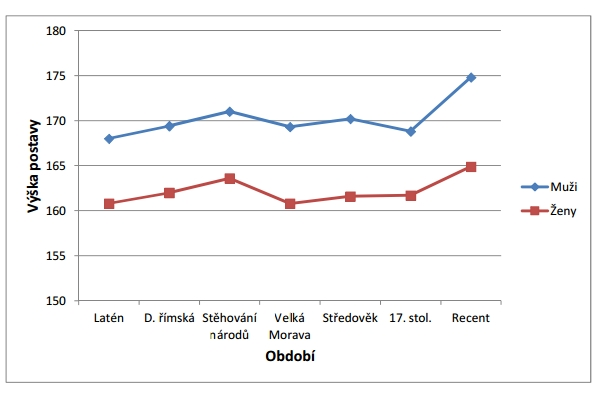 180
175
170
165
160
155
150
Výška postavy
Latén
D. římská
Stěhování
národů
Velká
Morava
Středověk
17. stol.
Recent
Období
Muži
Ženy